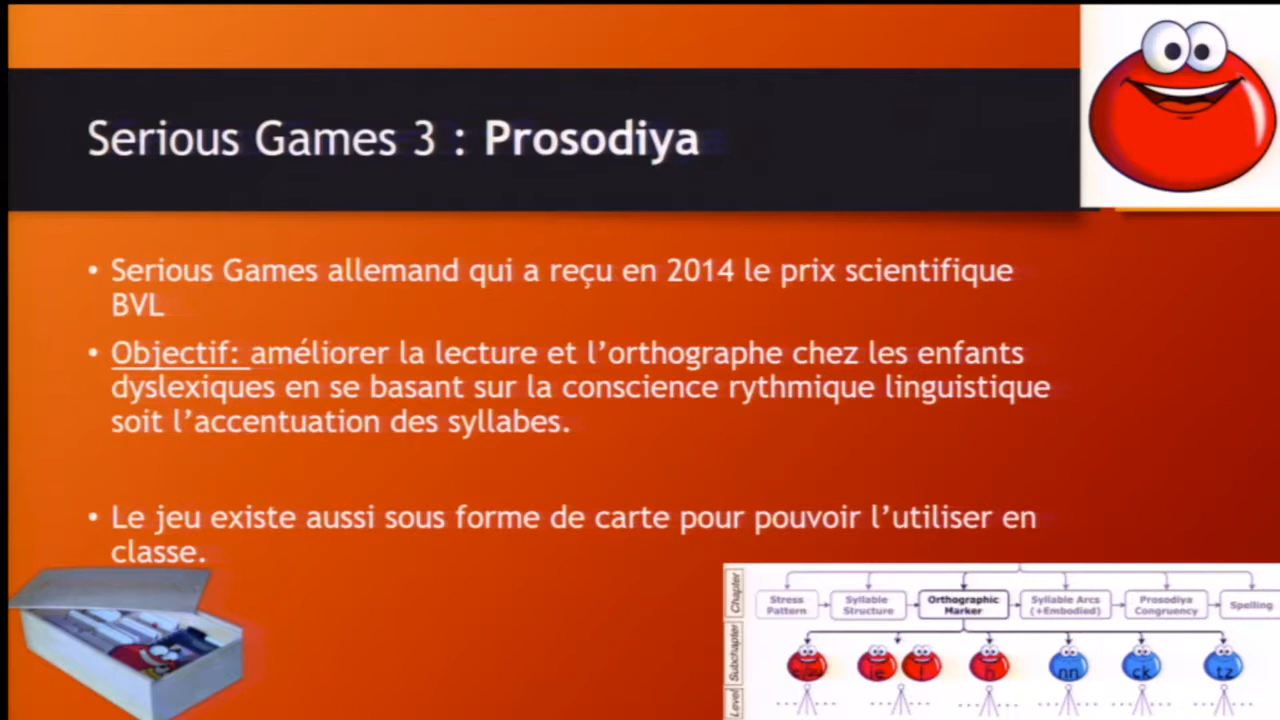 Serious Games 3 : Prosodiya
• Serious Games allemand qui a reçu en 2014 le prix scientifique
BVL
• Objectif: améliorer la lecture et l’orthographe chez les enfants
dyslexiques en se basant sur la conscience rythmique linguistique
soit l’accentuation des syllabes.
• Le jeu existe aussi sous forme de carte pour pouvoir l’utiliser en
classe.
Chapter
Stress
Pattern
Syllable
Structure
Orthographic
Marker
Syllable Arcs
(+Embodied)
Prosodiya
Congruency
Spelling
Subchapter
ie
h
nn
ck
tz
Level